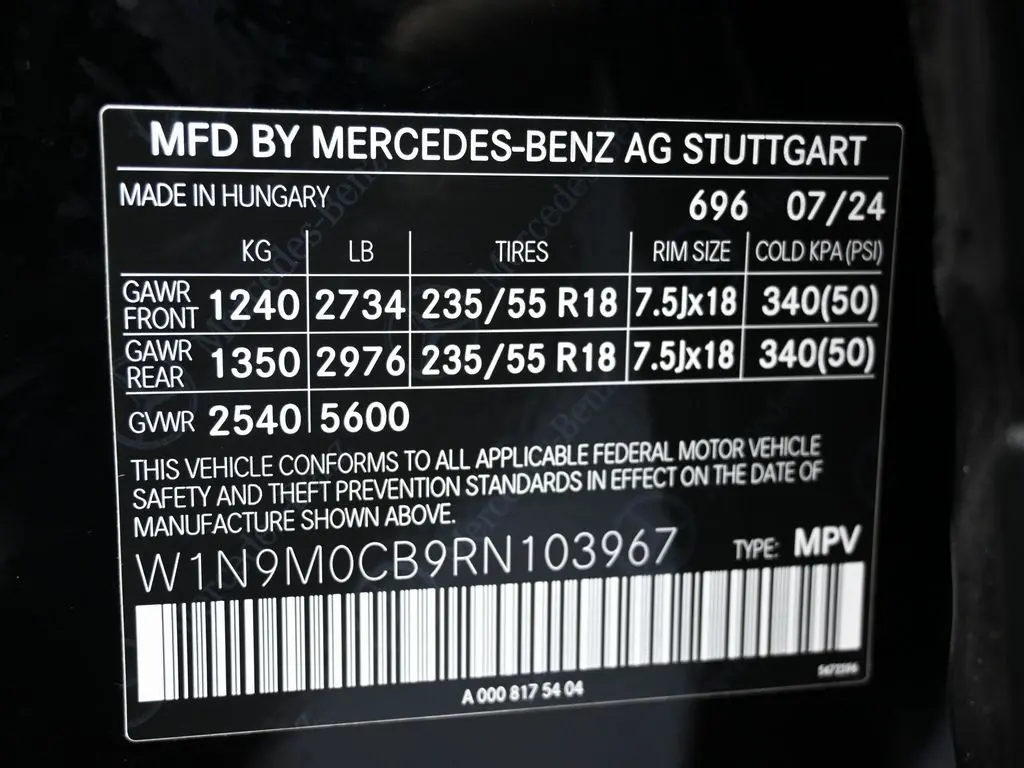 MFD BY MERCEDES-BENZ AG STUTTGART
MADE IN HUNGARY 696 07/24
KG LB TIRES RIM SIZE COLD KPA (PSI)
GAWR FRONT 1240 2734 235/55 R18 7.5Jx18 340(50)
GAWR REAR 1350 2976 235/55 R18 7.5Jx18 340(50)
GVWR 2540 5600
THIS VEHICLE CONFORMS TO ALL APPLICABLE FEDERAL MOTOR VEHICLE
SAFETY AND THEFT PREVENTION STANDARDS IN EFFECT ON THE DATE OF
MANUFACTURE SHOWN ABOVE.
W1N9M0CB9RN103967 TYPE: MPV
A 000 817 54 04